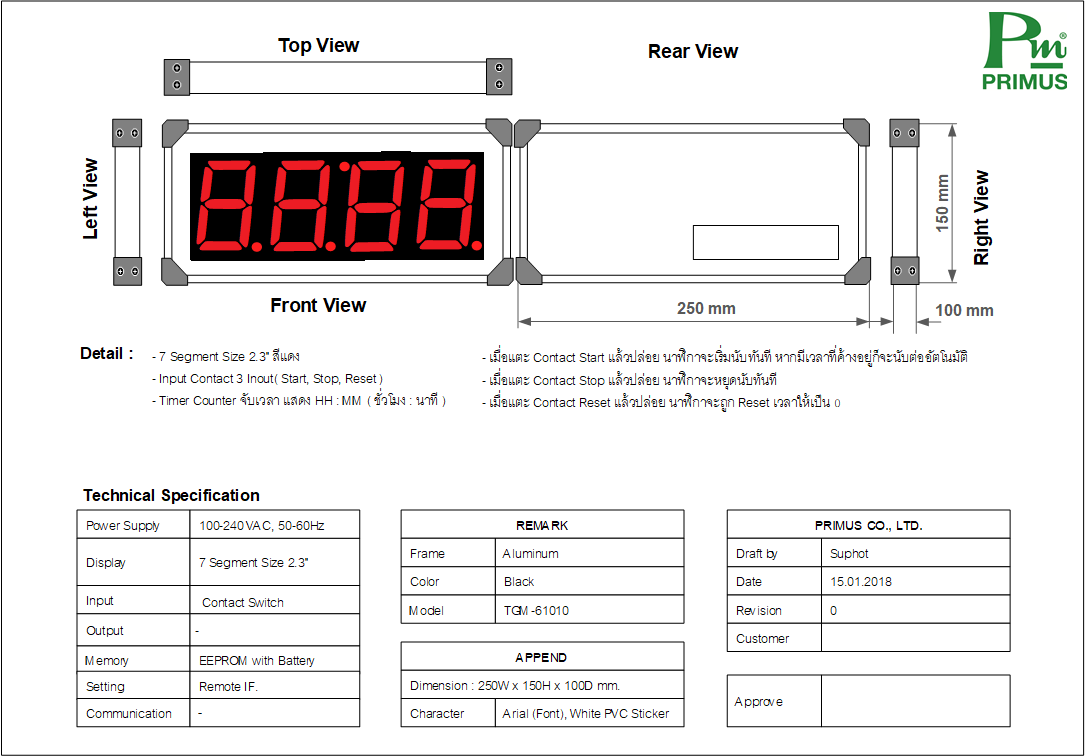 Top View
Rear View
Pm®
PRIMUS
Left View
150 mm
Right View
Front View
250 mm
100 mm
Detail :
- 7 Segment Size 2.3" สีแดง
- Input Contact 3 Inout( Start, Stop, Reset )
- Timer Counter จับเวลา แสดง HH : MM ( ชั่วโมง : นาที )
- เมื่อแตะ Contact Start แล้วปล่อย นาฬิกาจะเริ่มนับทันที หากมีเวลาที่ค้างอยู่ก็จะนับต่ออัตโนมัติ
- เมื่อแตะ Contact Stop แล้วปล่อย นาฬิกาจะหยุดนับทันที
- เมื่อแตะ Contact Reset แล้วปล่อย นาฬิกาจะถูก Reset เวลาให้เป็น 0
Technical Specification
Power Supply 100-240VAC, 50-60Hz
Display 7 Segment Size 2.3"
Input Contact Switch
Output -
Memory EEPROM with Battery
Setting Remote IF.
Communication -
REMARK
Frame Aluminum
Color Black
Model TGM-61010
APPEND
Dimension : 250W x 150H x 100D mm.
Character Arial (Font), White PVC Sticker
PRIMUS CO., LTD.
Draft by Suphot
Date 15.01.2018
Revision 0
Customer
Approve